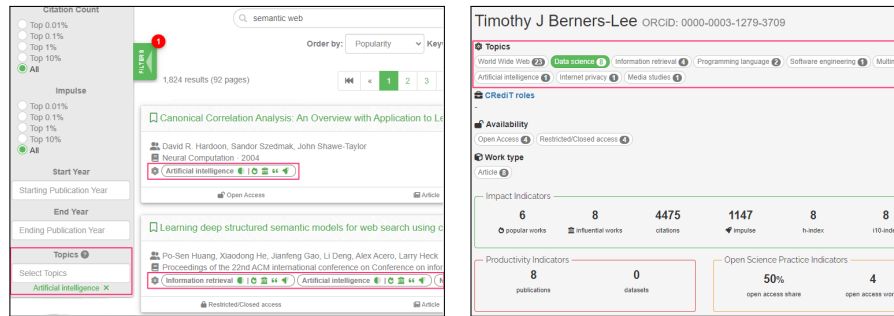 Citation Count
Top 0.01%
Top 0.1%
Top 1%
Top 10%
All
Impulse
Top 0.01%
Top 0.1%
Top 1%
Top 10%
All
Start Year
Starting Publication Year
End Year
Ending Publication Year
Topics
Select Topics
Artificial intelligence ×
FILTERS
1
semantic web
Order by: Popularity Key
1,824 results (92 pages)
« 1 2 3
Canonical Correlation Analysis: An Overview with Application to Le
David R. Hardoon, Sandor Szedmak, John Shawe-Taylor
Neural Computation · 2004
Artificial intelligence
Open Access Article
Learning deep structured semantic models for web search using c
Po-Sen Huang, Xiaodong He, Jianfeng Gao, Li Deng, Alex Acero, Larry Heck
Proceedings of the 22nd ACM international conference on Conference on infor
Information retrieval Artificial intelligence
Restricted/Closed access Article
Timothy J Berners-Lee ORCiD: 0000-0003-1279-3709
Topics
World Wide Web 23 Data science 8 Information retrieval 4 Programming language 2 Software engineering 1 Multim
Artificial intelligence 1 Internet privacy 1 Media studies 1
CRediT roles
-
Availability
Open Access 4 Restricted/Closed access 4
Work type
Article 8
Impact Indicators
6 8 4475 1147 8 8
popular works influential works citations impulse h-index i10-inde
Productivity Indicators Open Science Practice Indicators
8 0 50% 4
publications datasets open access share open access wor